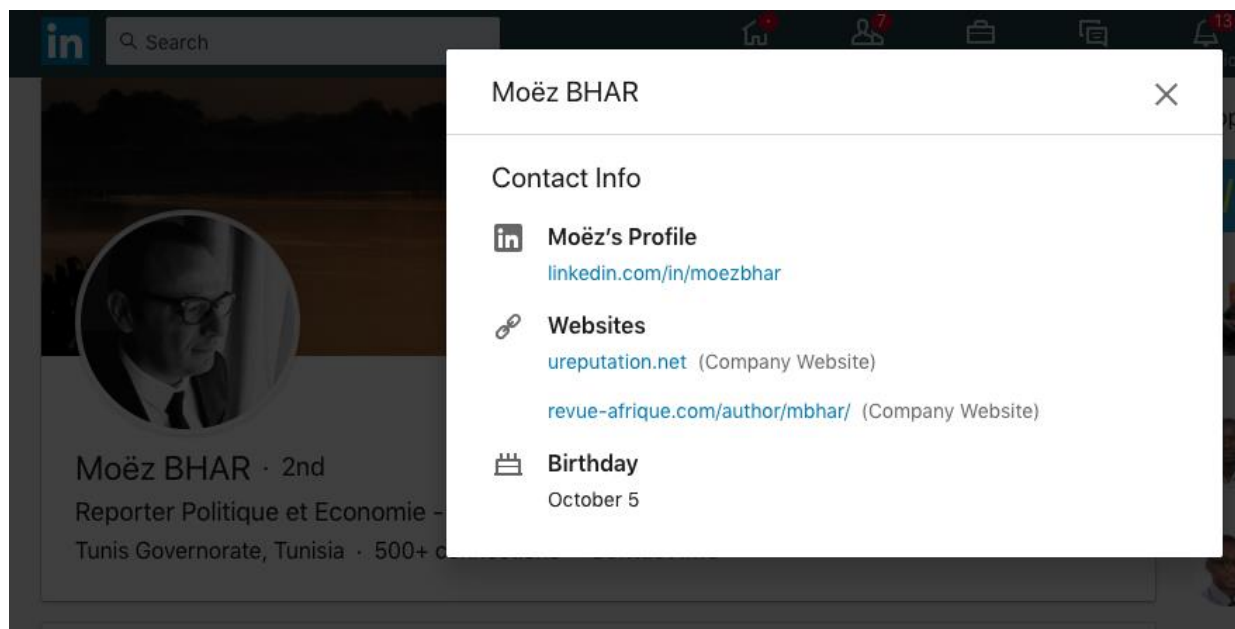 in
Search
7
13
Moëz BHAR
Contact Info
in
Moëz's Profile
linkedin.com/in/moezbhar
Websites
ureputation.net (Company Website)
revue-afrique.com/author/mbhar/ (Company Website)
Birthday
October 5
Moëz BHAR · 2nd
Reporter Politique et Economie -
Tunis Governorate, Tunisia · 500+